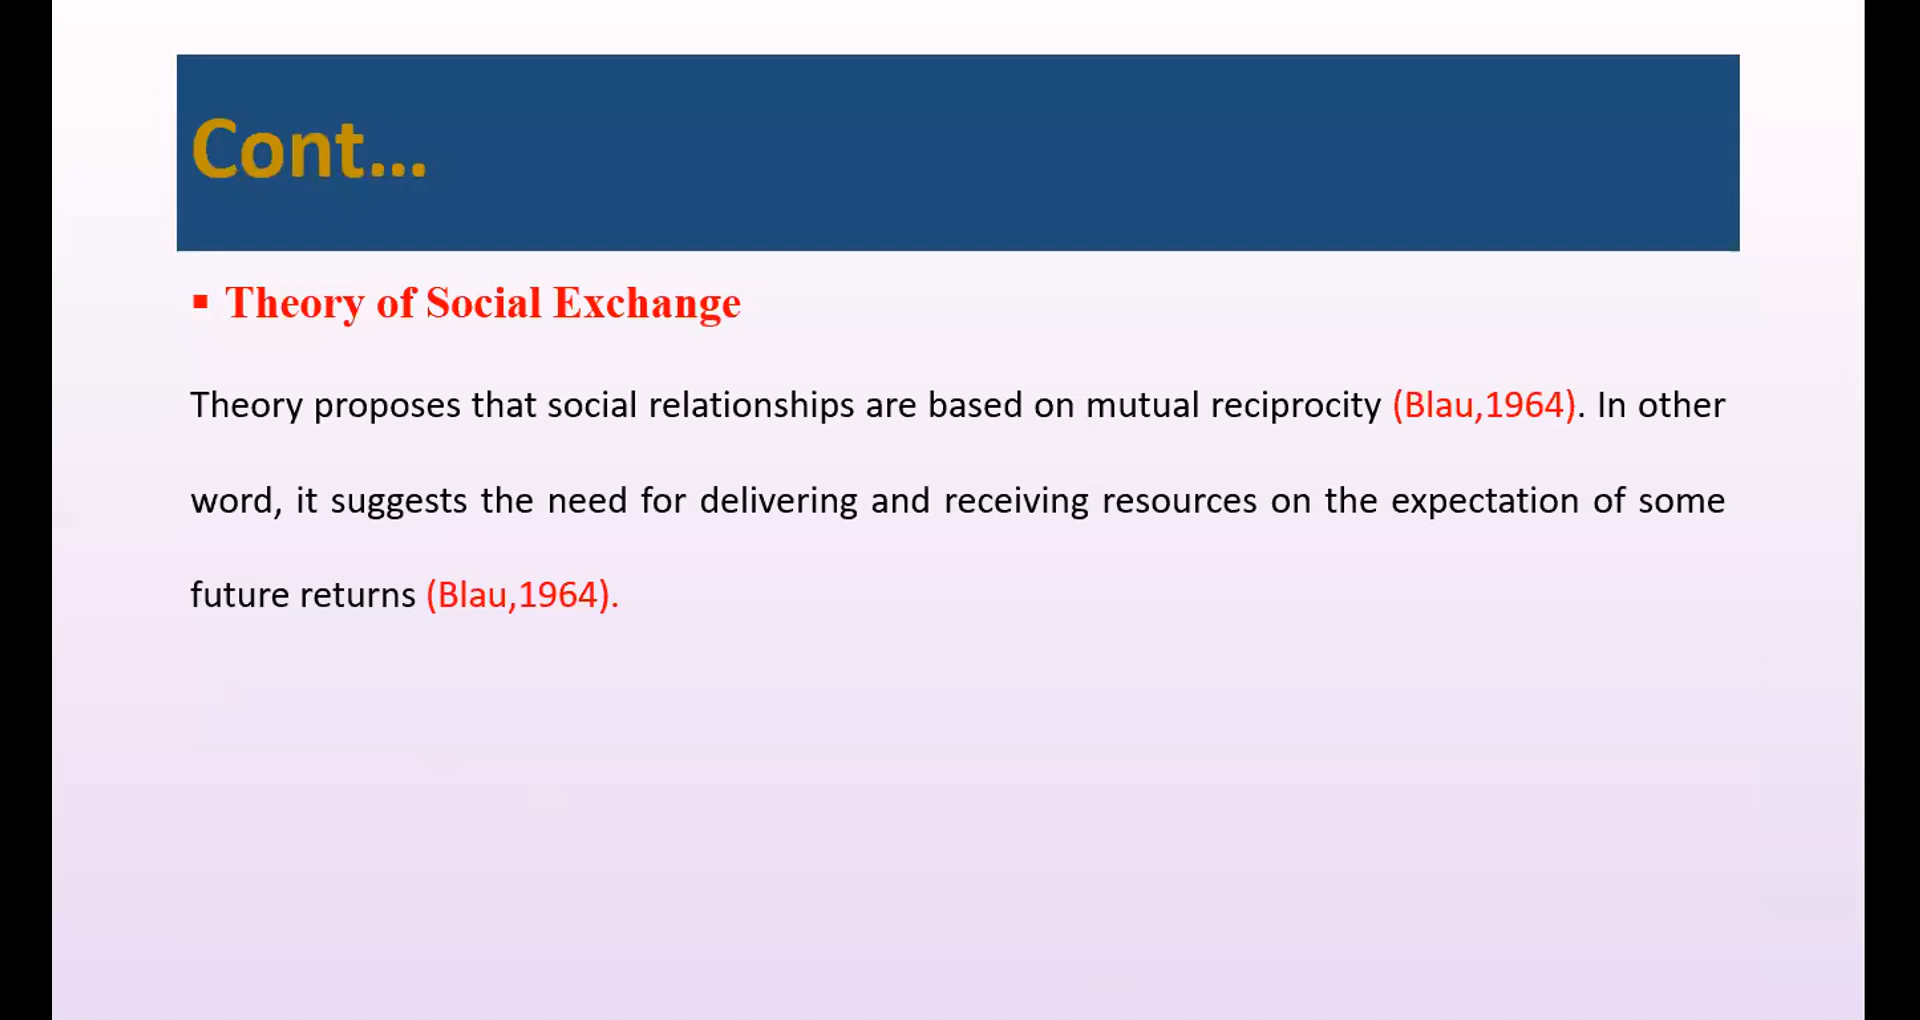 Cont...
▪ Theory of Social Exchange
Theory proposes that social relationships are based on mutual reciprocity (Blau,1964). In other
word, it suggests the need for delivering and receiving resources on the expectation of some
future returns (Blau,1964).